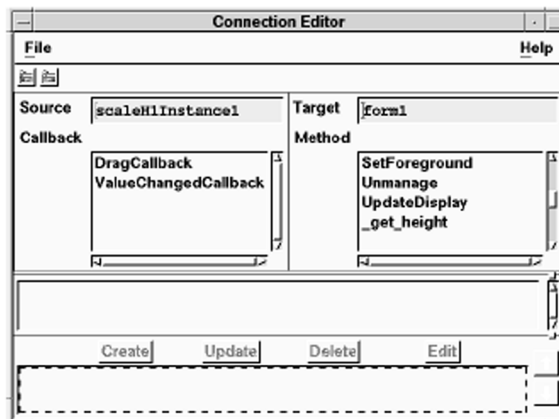 Connection Editor
File Help
Source scaleH1Instance1 Target form1
Callback Method
DragCallback SetForeground
ValueChangedCallback Unmanage
UpdateDisplay
_get_height
Create Update Delete Edit